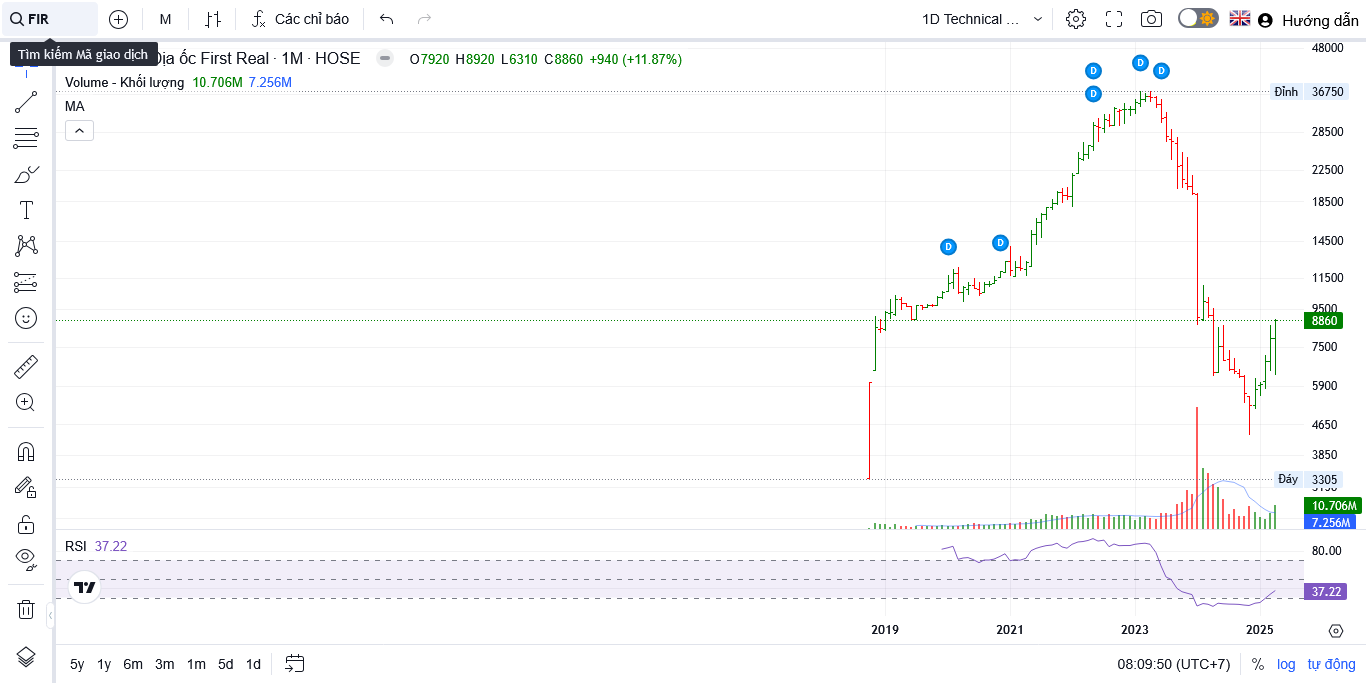 FIR
M
Các chỉ báo
1D Technical ...
Hướng dẫn
Tìm kiếm Mã giao dịch
Địa ốc First Real · 1M · HOSE
O7920 H8920 L6310 C8860 +940 (+11.87%)
Volume - Khối lượng 10.706M 7.256M
MA
D
D
D
D
D
D
48000
Đỉnh 36750
28500
22500
18500
14500
11500
9500
8860
7500
5900
4650
3850
Đáy 3305
10.706M
7.256M
RSI 37.22
80.00
37.22
2019 2021 2023 2025
5y 1y 6m 3m 1m 5d 1d
08:09:50 (UTC+7) % log tự động